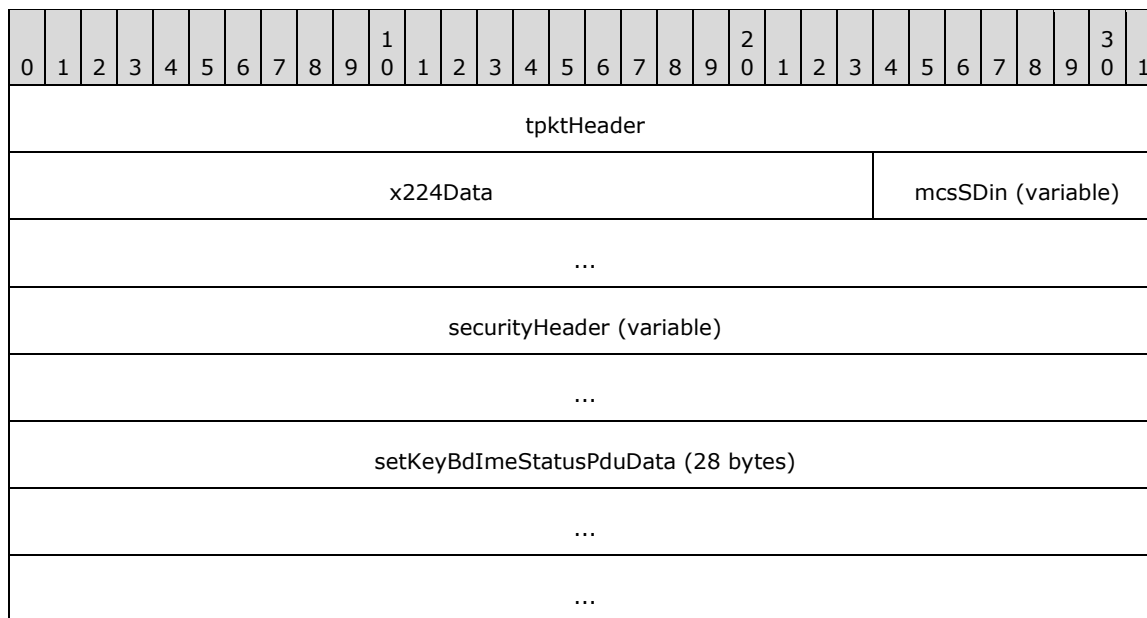 1 2 3
0 1 2 3 4 5 6 7 8 9 0 1 2 3 4 5 6 7 8 9 0 1 2 3 4 5 6 7 8 9 0 1
tpktHeader
x224Data mcsSDin (variable)
...
securityHeader (variable)
...
setKeyBdImeStatusPduData (28 bytes)
...
...